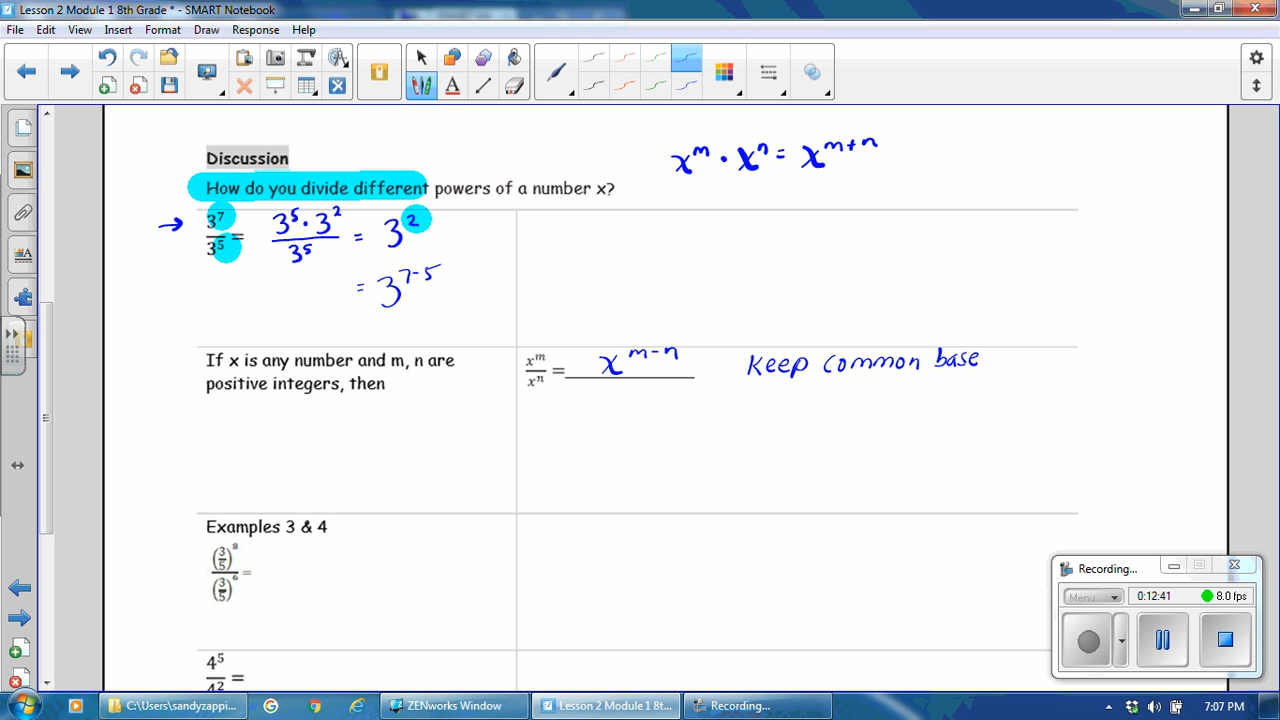 Lesson 2 Module 1 8th Grade * - SMART Notebook
File Edit View Insert Format Draw Response Help
Discussion
x^m · x^n = x^{m+n}
How do you divide different powers of a number x?
→ 3^7/3^5 = 3^5 · 3^2 / 3^5 = 3^2
= 3^{7-5}
If x is any number and m, n are
positive integers, then
x^m/x^n = x^{m-n} Keep common base
Examples 3 & 4
(3/5)^8/(3/5)^6 =
4^5/4^2 =
Recording...
Menu 0:12:41 8.0 fps
C:\Users\sandyzappi... ZENworks Window Lesson 2 Module 1 8t... Recording... 7:07 PM